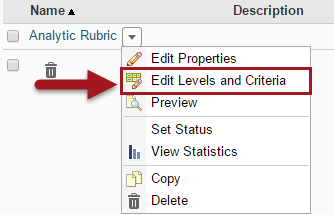 Name Description
Analytic Rubric
Edit Properties
Edit Levels and Criteria
Preview
Set Status
View Statistics
Copy
Delete